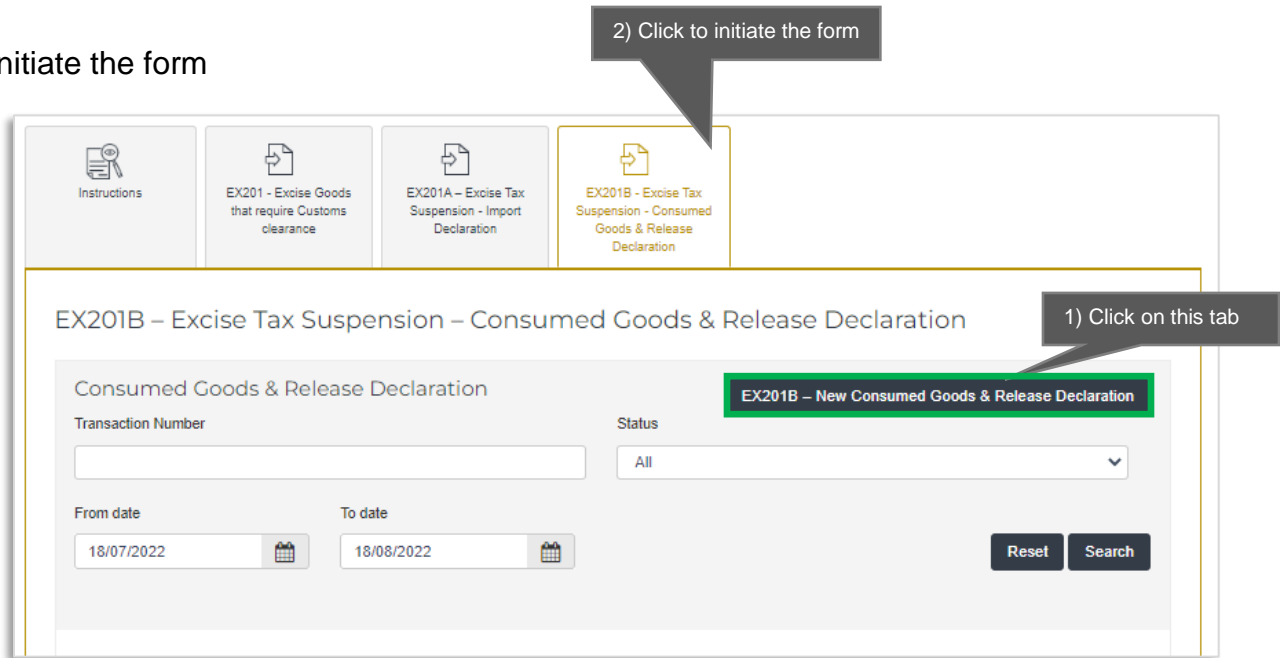 2) Click to initiate the form
nitiate the form
Instructions
EX201 - Excise Goods
that require Customs
clearance
EX201A – Excise Tax
Suspension - Import
Declaration
EX201B - Excise Tax
Suspension - Consumed
Goods & Release
Declaration
EX201B – Excise Tax Suspension – Consumed Goods & Release Declaration
1) Click on this tab
Consumed Goods & Release Declaration
EX201B – New Consumed Goods & Release Declaration
Transaction Number
Status
All
From date
To date
18/07/2022
18/08/2022
Reset
Search